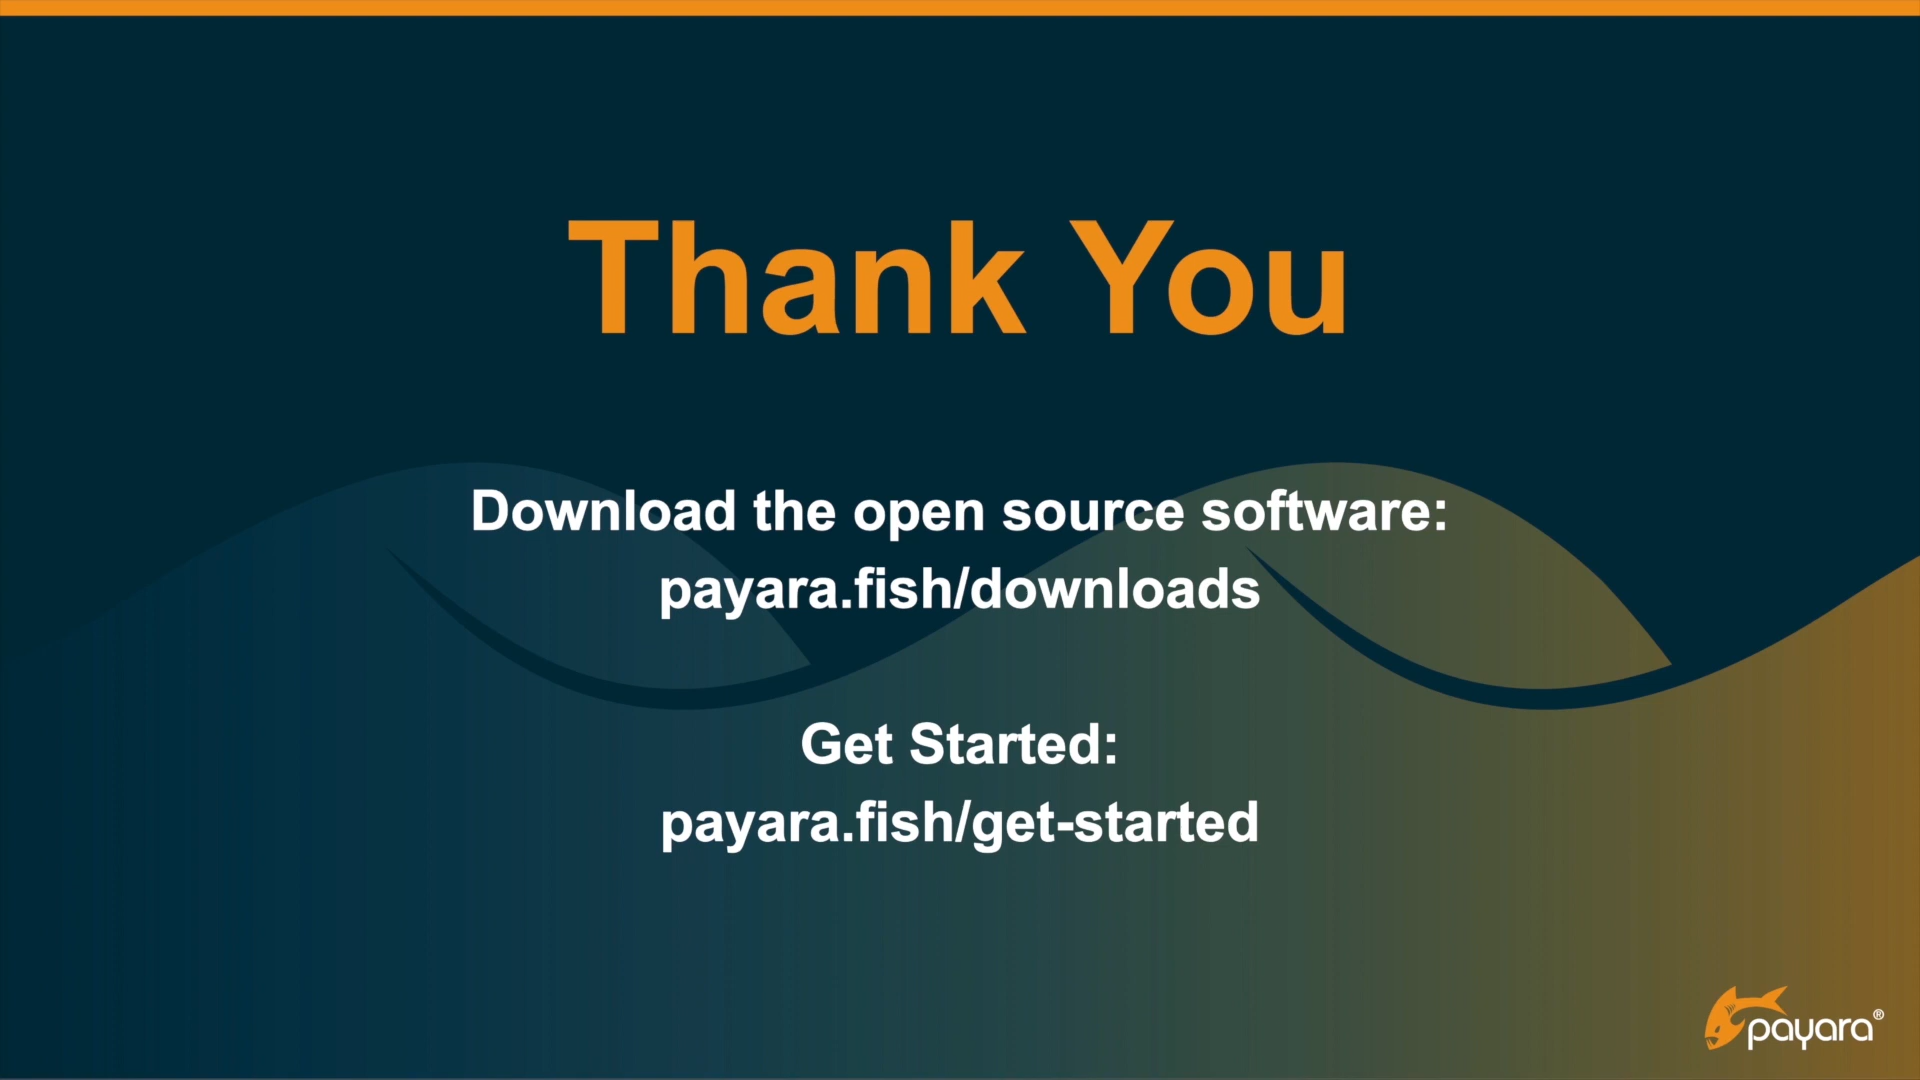 Thank You
Download the open source software:
payara.fish/downloads
Get Started:
payara.fish/get-started
payara®